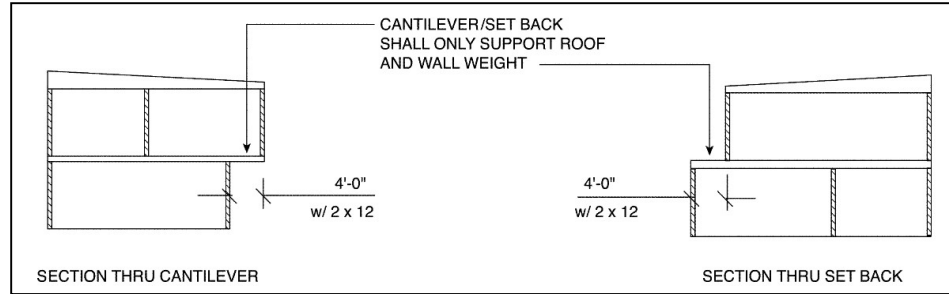 CANTILEVER/SET BACK
SHALL ONLY SUPPORT ROOF
AND WALL WEIGHT
4'-0"
w/ 2 x 12
4'-0"
w/ 2 x 12
SECTION THRU CANTILEVER
SECTION THRU SET BACK